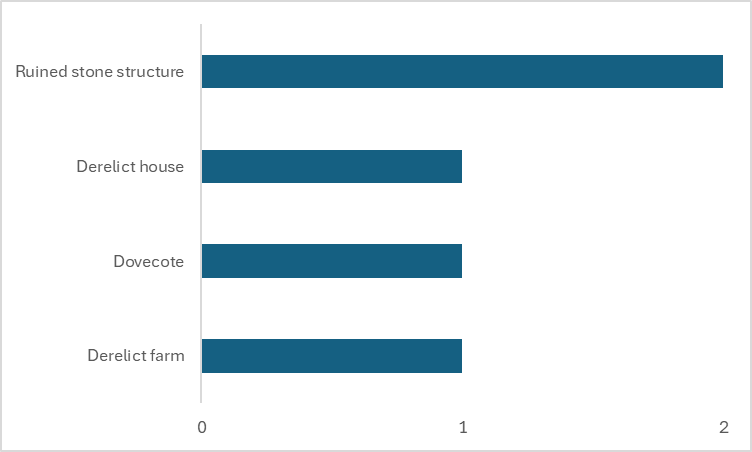 Ruined stone structure
Derelict house
Dovecote
Derelict farm
0 1 2